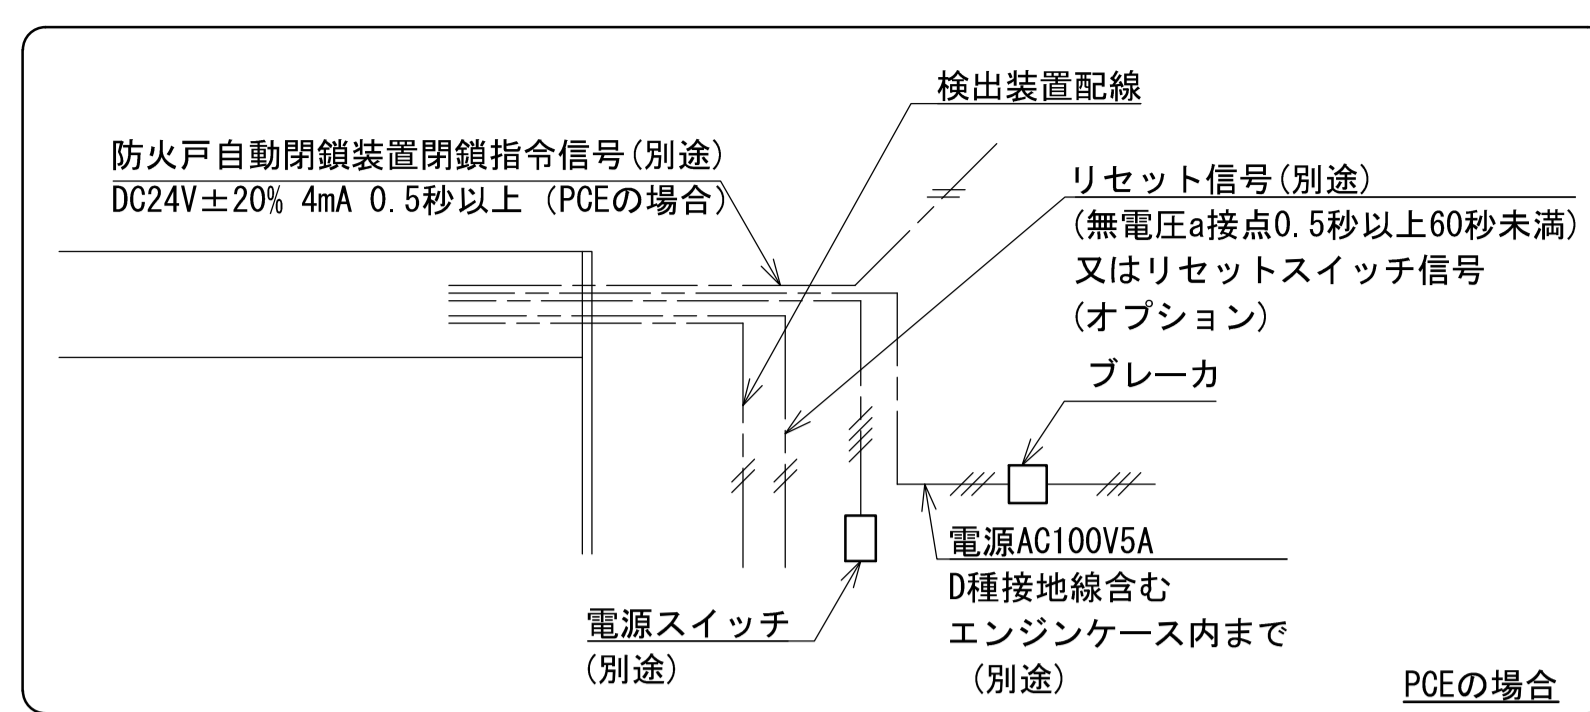 検出装置配線
防火戸自動閉鎖装置閉鎖指令信号(別途)
DC24V±20% 4mA 0.5秒以上 (PCEの場合)
リセット信号(別途)
(無電圧a接点0.5秒以上60秒未満)
又はリセットスイッチ信号
(オプション)
ブレーカ
電源AC100V5A
D種接地線含む
エンジンケース内まで
(別途)
電源スイッチ
(別途)
PCEの場合